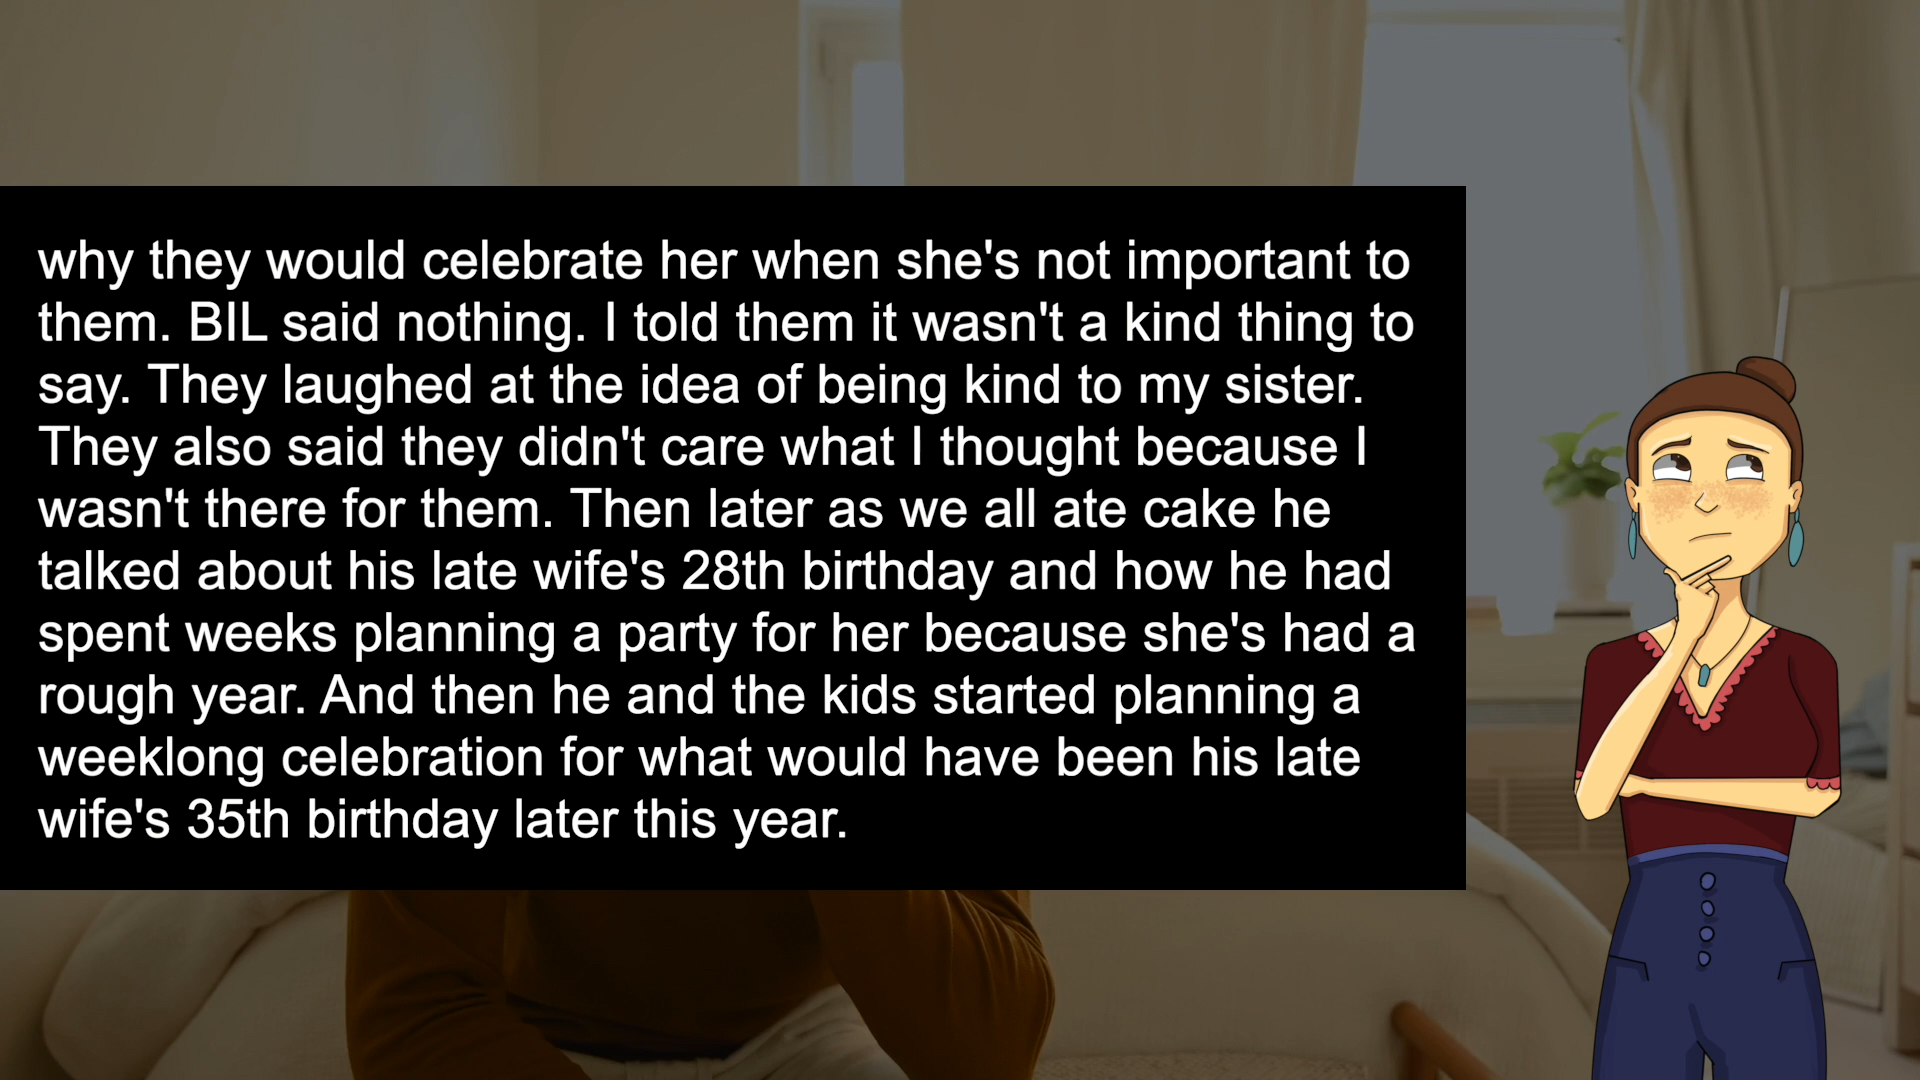 why they would celebrate her when she's not important to
them. BIL said nothing. I told them it wasn't a kind thing to
say. They laughed at the idea of being kind to my sister.
They also said they didn't care what I thought because I
wasn't there for them. Then later as we all ate cake he
talked about his late wife's 28th birthday and how he had
spent weeks planning a party for her because she's had a
rough year. And then he and the kids started planning a
weeklong celebration for what would have been his late
wife's 35th birthday later this year.